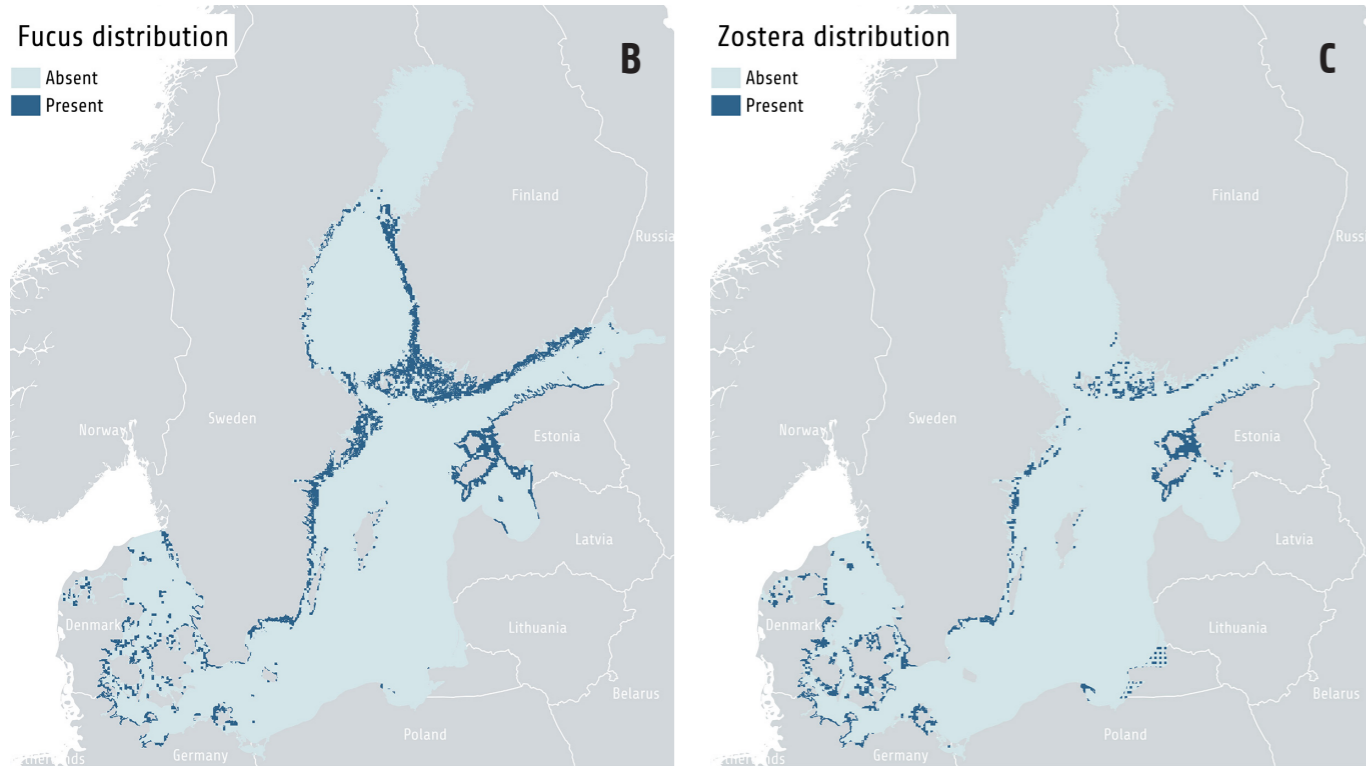 Fucus distribution
B
Absent
Present
Finland
Russia
Sweden
Norway
Estonia
Latvia
Denmark
Lithuania
Belarus
Poland
Germany
Zostera distribution
C
Absent
Present
Finland
Russ
Sweden
Norway
Estonia
Latvia
Denmark
Lithuania
Belarus
Poland
Germany